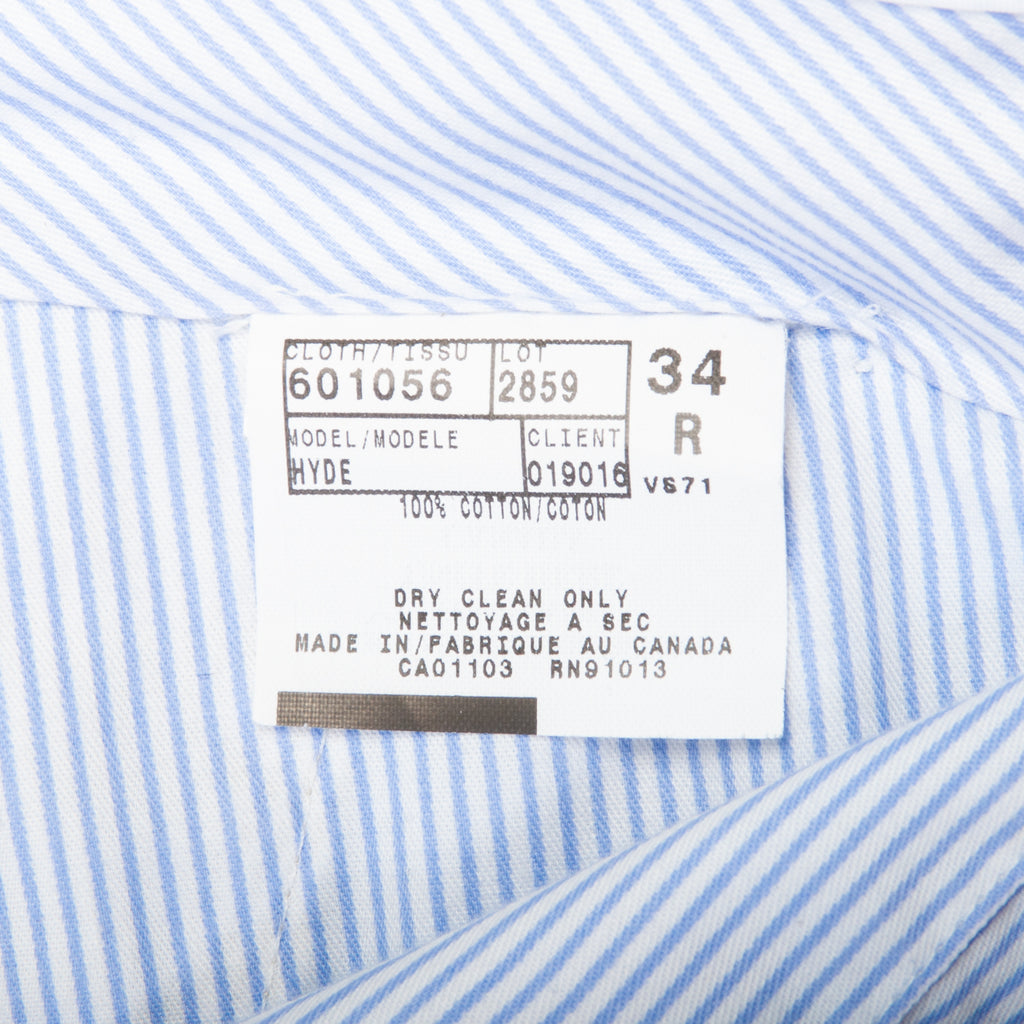 CLOTH/TISSU LOT
601056 2859 34
MODEL/MODELE CLIENT R
HYDE 019016 VS71
100% COTTON/COTON
DRY CLEAN ONLY
NETTOYAGE A SEC
MADE IN/FABRIQUE AU CANADA
CA01103 RN91013